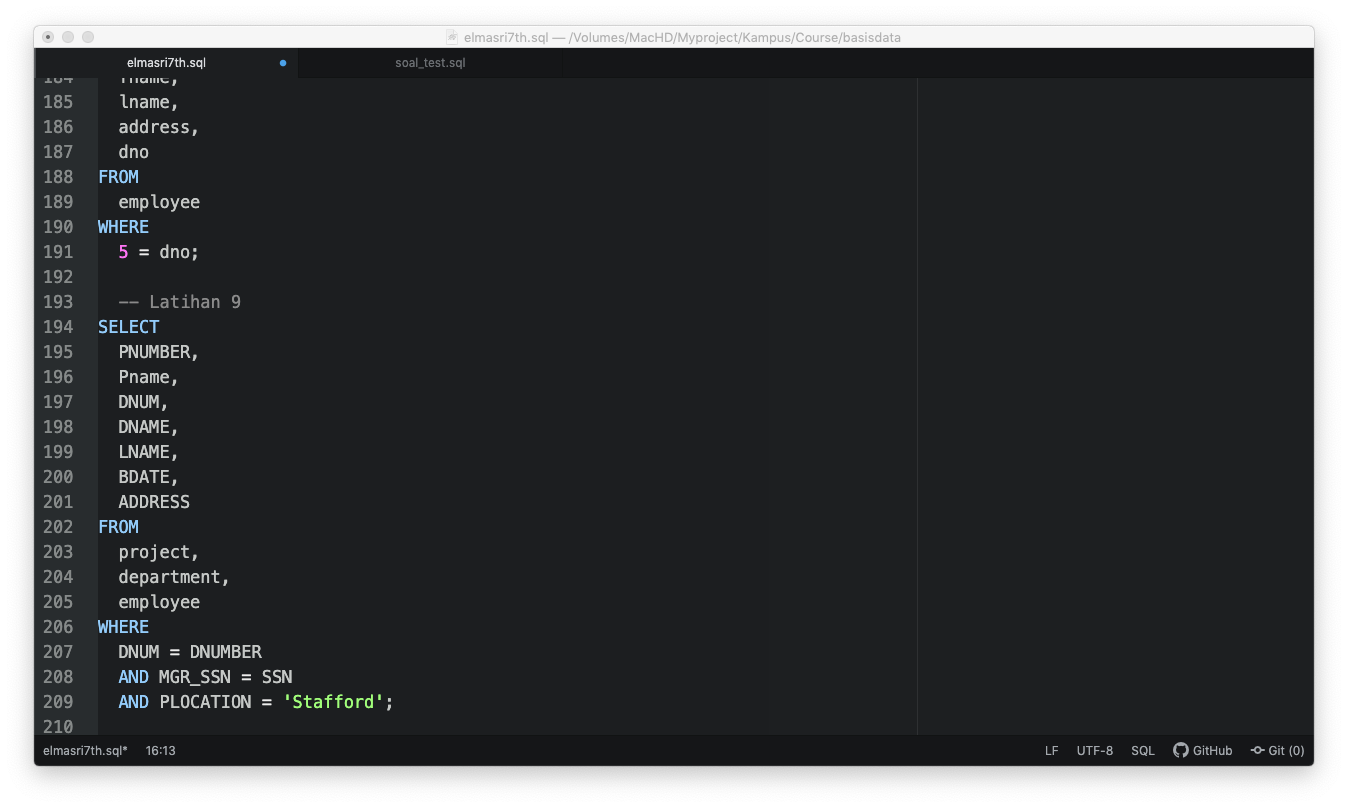 elmasri7th.sql — /Volumes/MacHD/Myproject/Kampus/Course/basisdata
elmasri7th.sql soal_test.sql
184 fname,
185 lname,
186 address,
187 dno
188 FROM
189 employee
190 WHERE
191 5 = dno;
192
193 -- Latihan 9
194 SELECT
195 PNUMBER,
196 Pname,
197 DNUM,
198 DNAME,
199 LNAME,
200 BDATE,
201 ADDRESS
202 FROM
203 project,
204 department,
205 employee
206 WHERE
207 DNUM = DNUMBER
208 AND MGR_SSN = SSN
209 AND PLOCATION = 'Stafford';
210
elmasri7th.sql* 16:13 LF UTF-8 SQL GitHub Git (0)